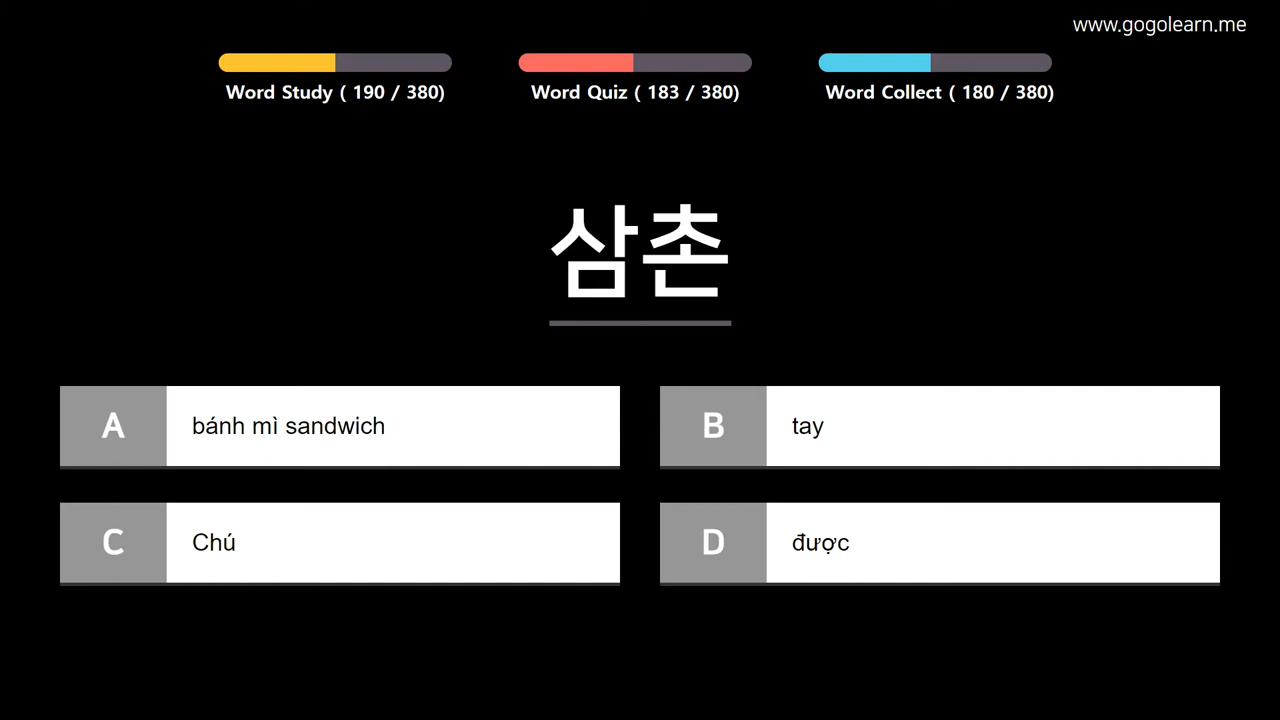 www.gogolearn.me
Word Study ( 190 / 380)
Word Quiz ( 183 / 380)
Word Collect ( 180 / 380)
삼촌
A
bánh mì sandwich
B
tay
C
Chú
D
được